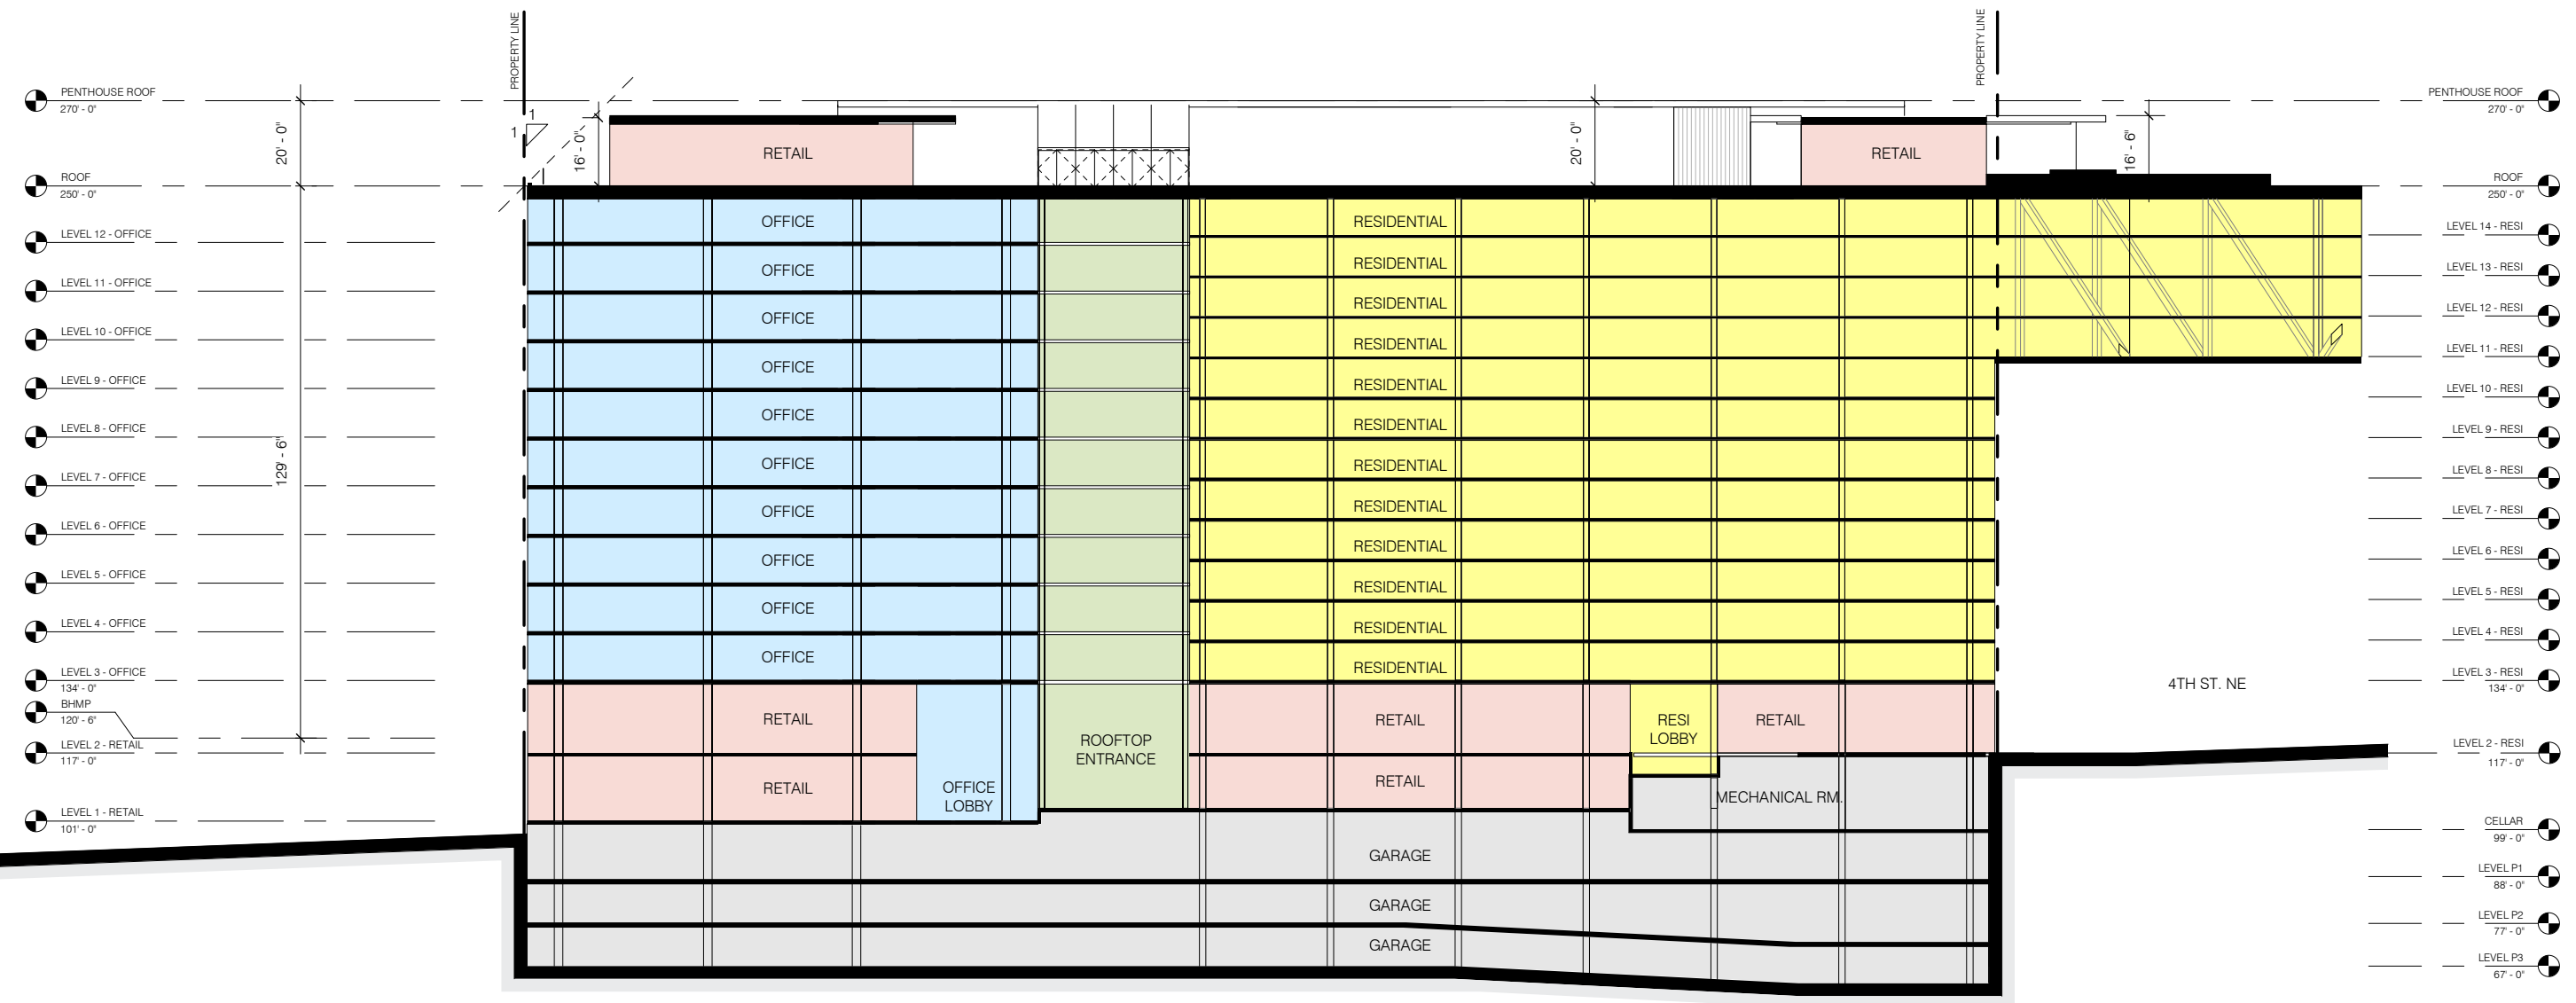 PROPERTY LINE
PROPERTY LINE
PENTHOUSE ROOF
270' - 0"
PENTHOUSE ROOF
270' - 0"
20' - 0"
1
1
16' - 0"
RETAIL
20' - 0"
RETAIL
16' - 6"
ROOF
250' - 0"
ROOF
250' - 0"
LEVEL 12 - OFFICE
LEVEL 11 - OFFICE
LEVEL 10 - OFFICE
LEVEL 9 - OFFICE
LEVEL 8 - OFFICE
LEVEL 7 - OFFICE
LEVEL 6 - OFFICE
LEVEL 5 - OFFICE
LEVEL 4 - OFFICE
LEVEL 3 - OFFICE
134' - 0"
BHMP
120' - 6"
LEVEL 2 - RETAIL
117' - 0"
LEVEL 1 - RETAIL
101' - 0"
129' - 6"
OFFICE
OFFICE
OFFICE
OFFICE
OFFICE
OFFICE
OFFICE
OFFICE
OFFICE
OFFICE
RETAIL
RETAIL
OFFICE
LOBBY
ROOFTOP
ENTRANCE
RESIDENTIAL
RESIDENTIAL
RESIDENTIAL
RESIDENTIAL
RESIDENTIAL
RESIDENTIAL
RESIDENTIAL
RESIDENTIAL
RESIDENTIAL
RESIDENTIAL
RESIDENTIAL
RESIDENTIAL
RETAIL
RETAIL
RESI
LOBBY
RETAIL
MECHANICAL RM.
GARAGE
GARAGE
GARAGE
4TH ST. NE
LEVEL 14 - RESI
LEVEL 13 - RESI
LEVEL 12 - RESI
LEVEL 11 - RESI
LEVEL 10 - RESI
LEVEL 9 - RESI
LEVEL 8 - RESI
LEVEL 7 - RESI
LEVEL 6 - RESI
LEVEL 5 - RESI
LEVEL 4 - RESI
LEVEL 3 - RESI
134' - 0"
LEVEL 2 - RESI
117' - 0"
CELLAR
99' - 0"
LEVEL P1
88' - 0"
LEVEL P2
77' - 0"
LEVEL P3
67' - 0"